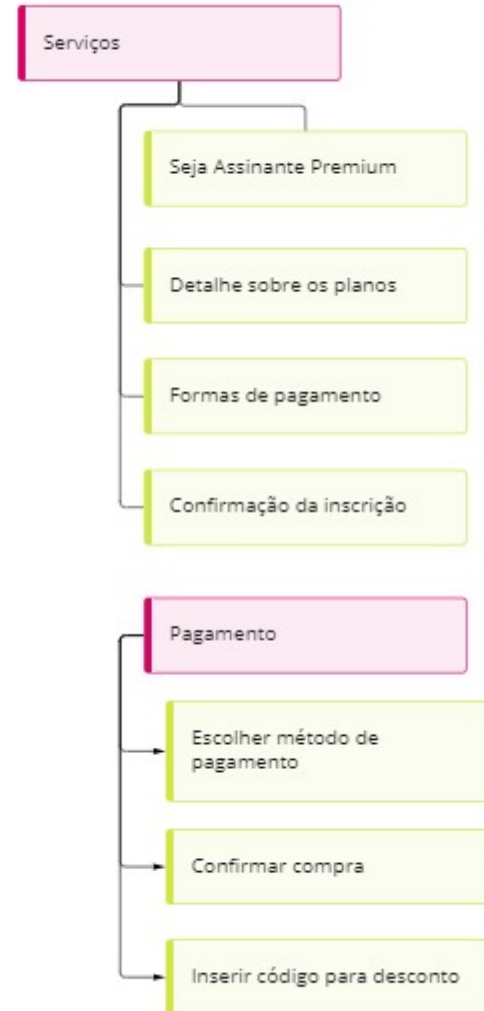 Serviços
Seja Assinante Premium
Detalhe sobre os planos
Formas de pagamento
Confirmação da inscrição
Pagamento
Escolher método de
pagamento
Confirmar compra
Inserir código para desconto